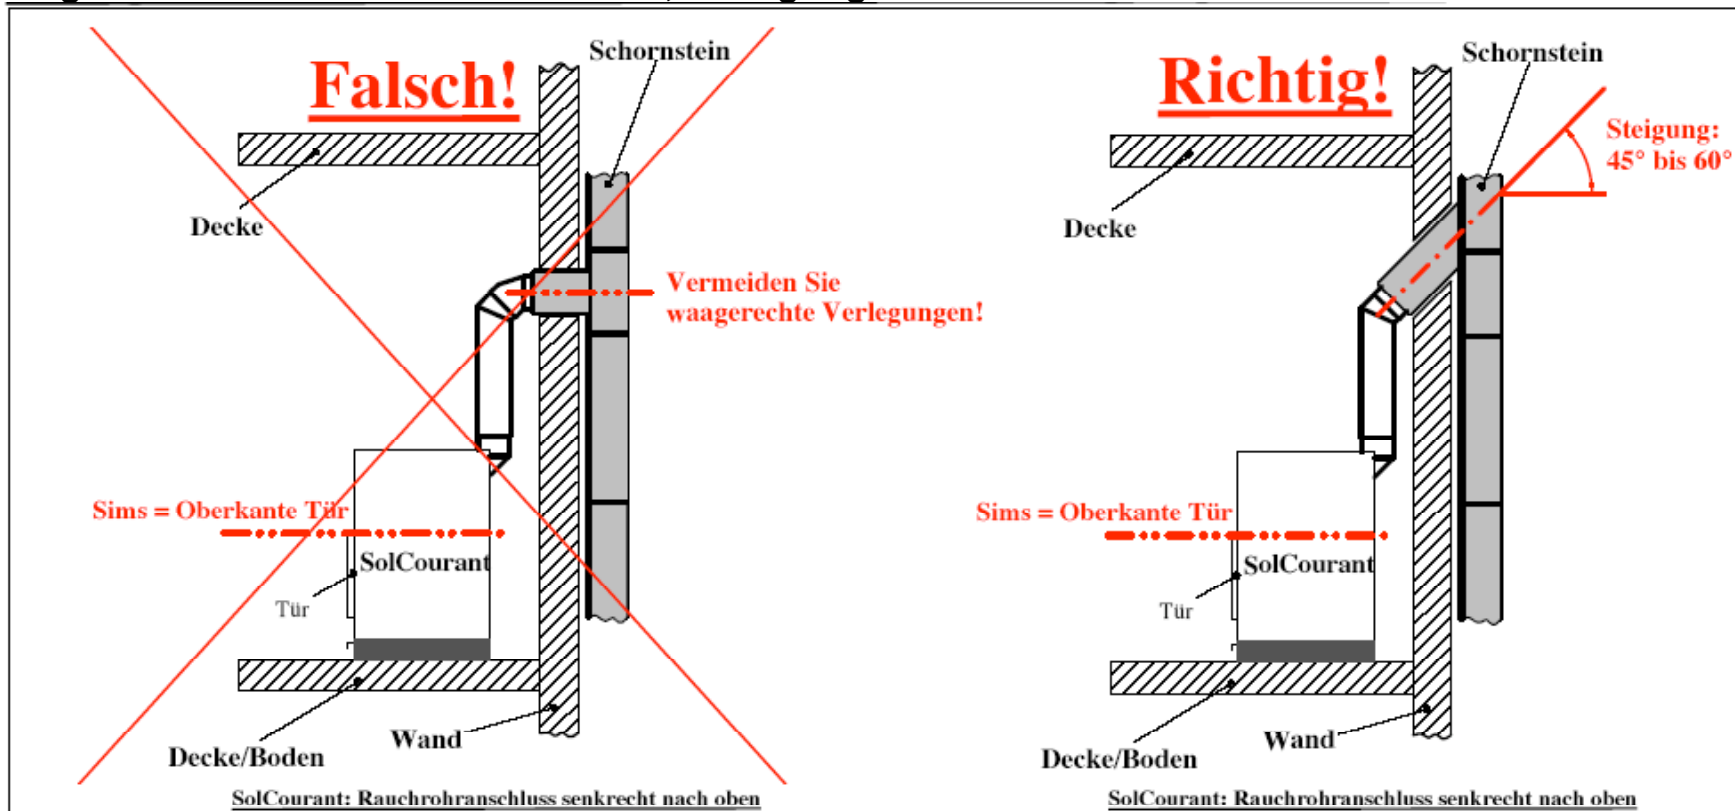 Falsch!
Schornstein
Decke
Vermeiden Sie
waagerechte Verlegungen!
Sims = Oberkante Tür
SolCourant
Tür
Wand
Decke/Boden
SolCourant: Rauchrohranschluss senkrecht nach oben
Richtig!
Schornstein
Steigung:
45° bis 60°
Decke
Sims = Oberkante Tür
SolCourant
Tür
Wand
Decke/Boden
SolCourant: Rauchrohranschluss senkrecht nach oben